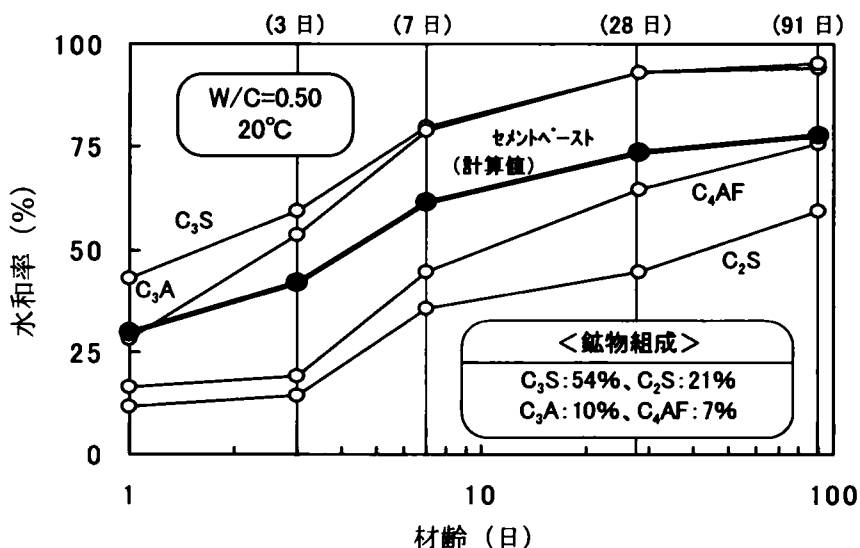 (3 日)
(7 日)
(28 日)
(91 日)
100
75
50
25
0
水和率 (%)
W/C=0.50
20℃
C₃S
C₃A
セメントペースト
(計算値)
C₄AF
C₂S
<鉱物組成>
C₃S:54%、C₂S:21%
C₃A:10%、C₄AF:7%
1
10
100
材齢 (日)